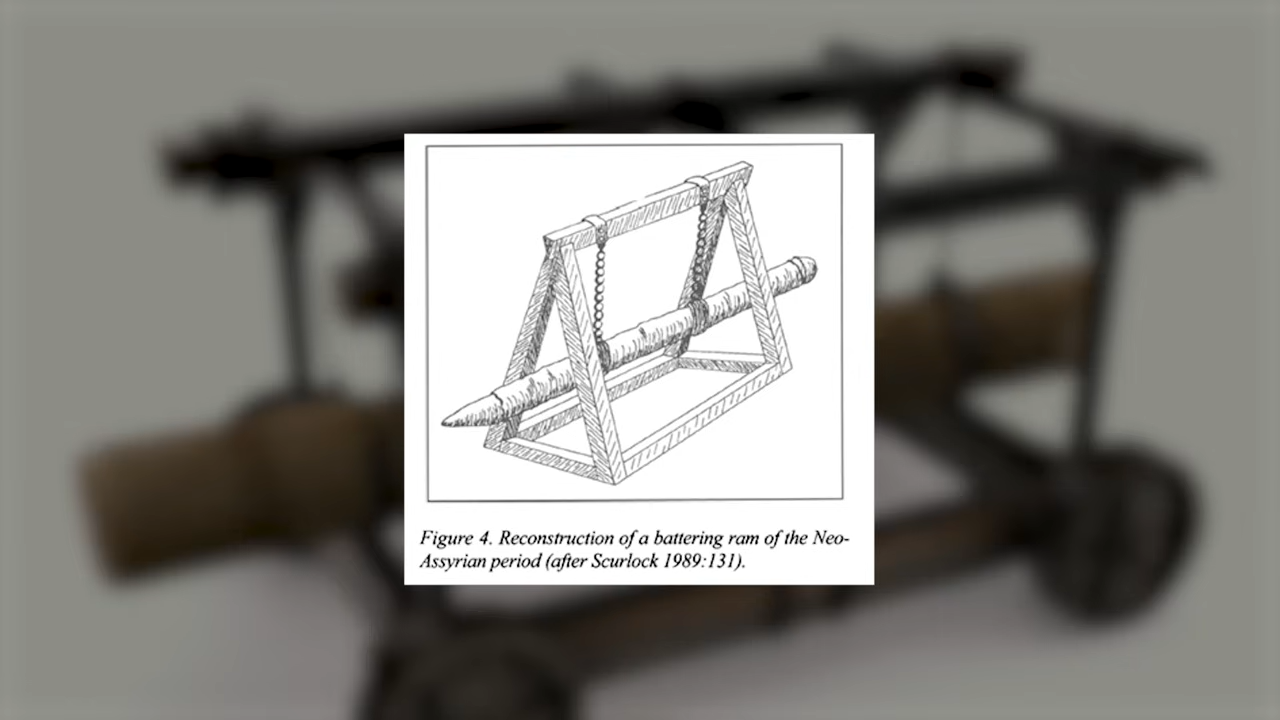 Figure 4. Reconstruction of a battering ram of the Neo-
Assyrian period (after Scurlock 1989:131).